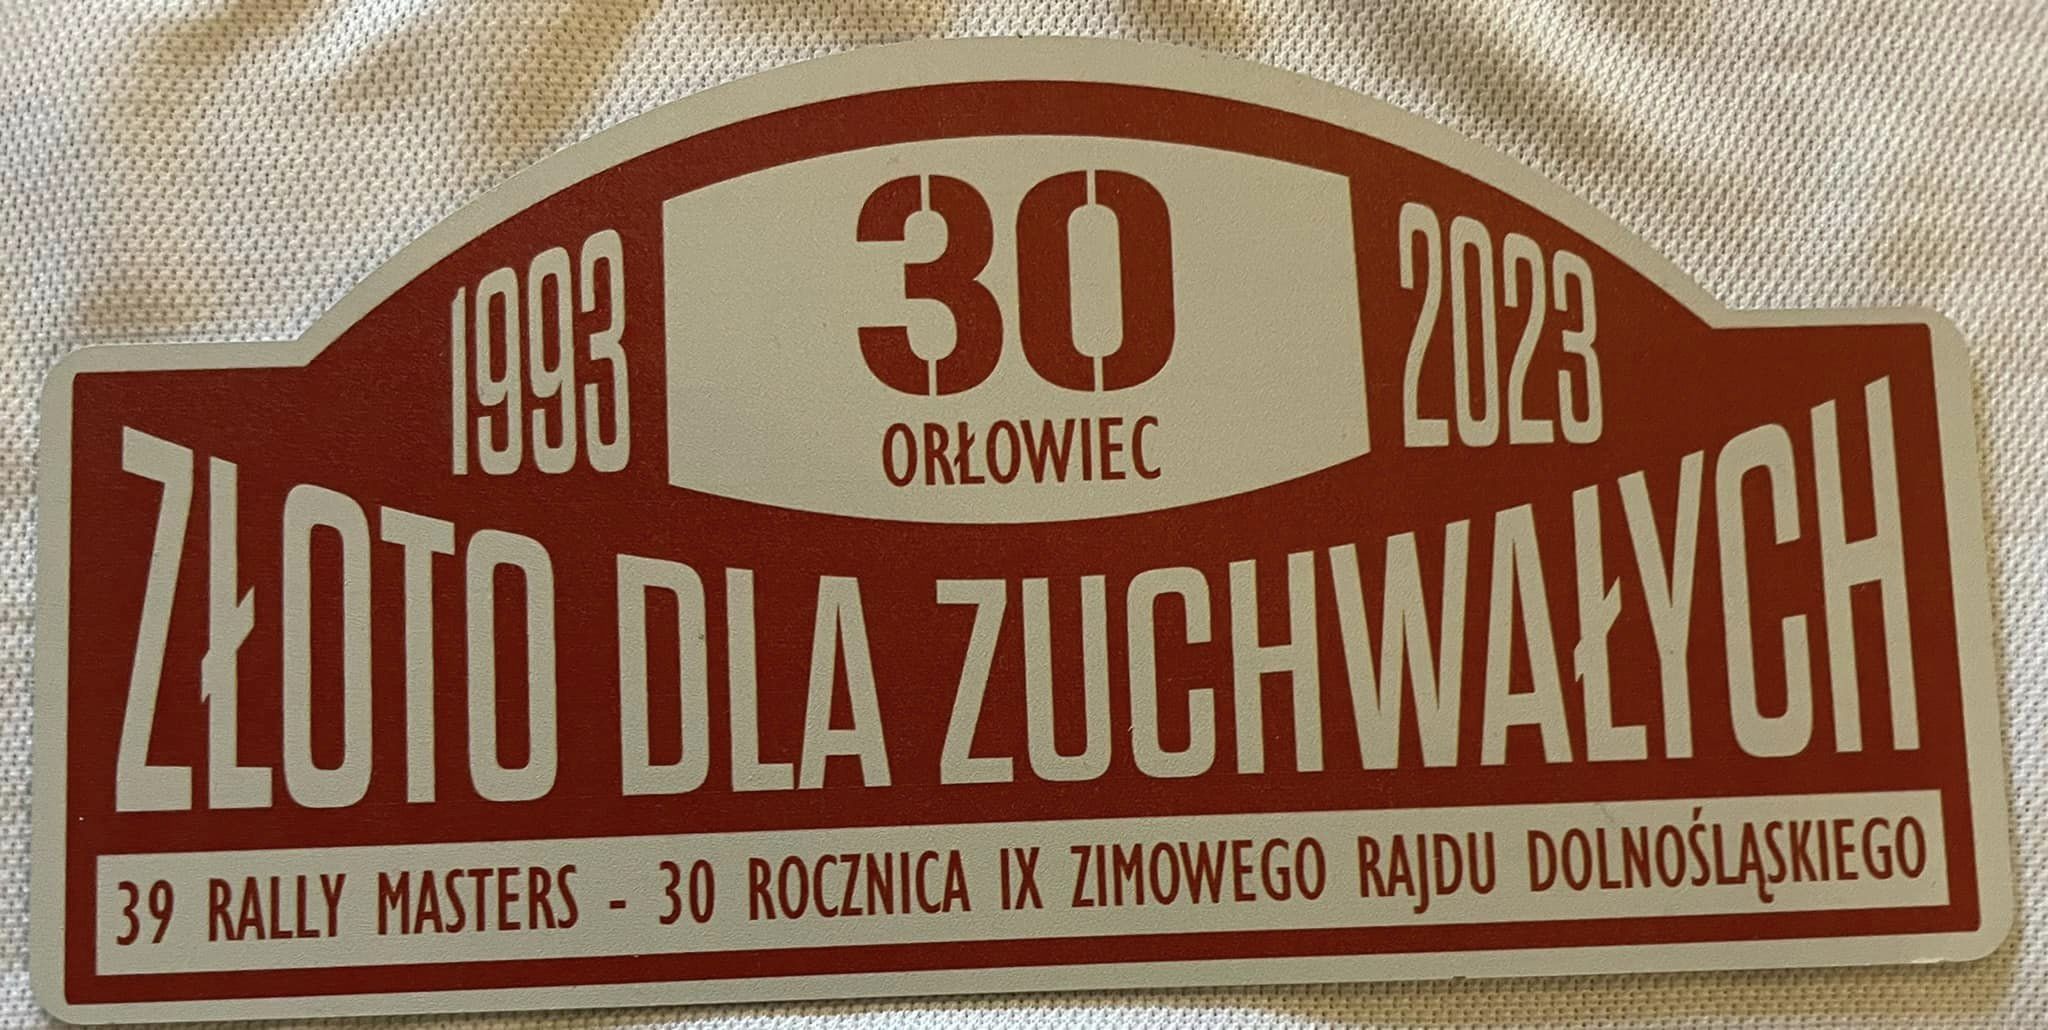 30
1993 2023
ORŁOWIEC
ZŁOTO DLA ZUCHWAŁYCH
39 RALLY MASTERS - 30 ROCZNICA IX ZIMOWEGO RAJDU DOLNOŚLĄSKIEGO